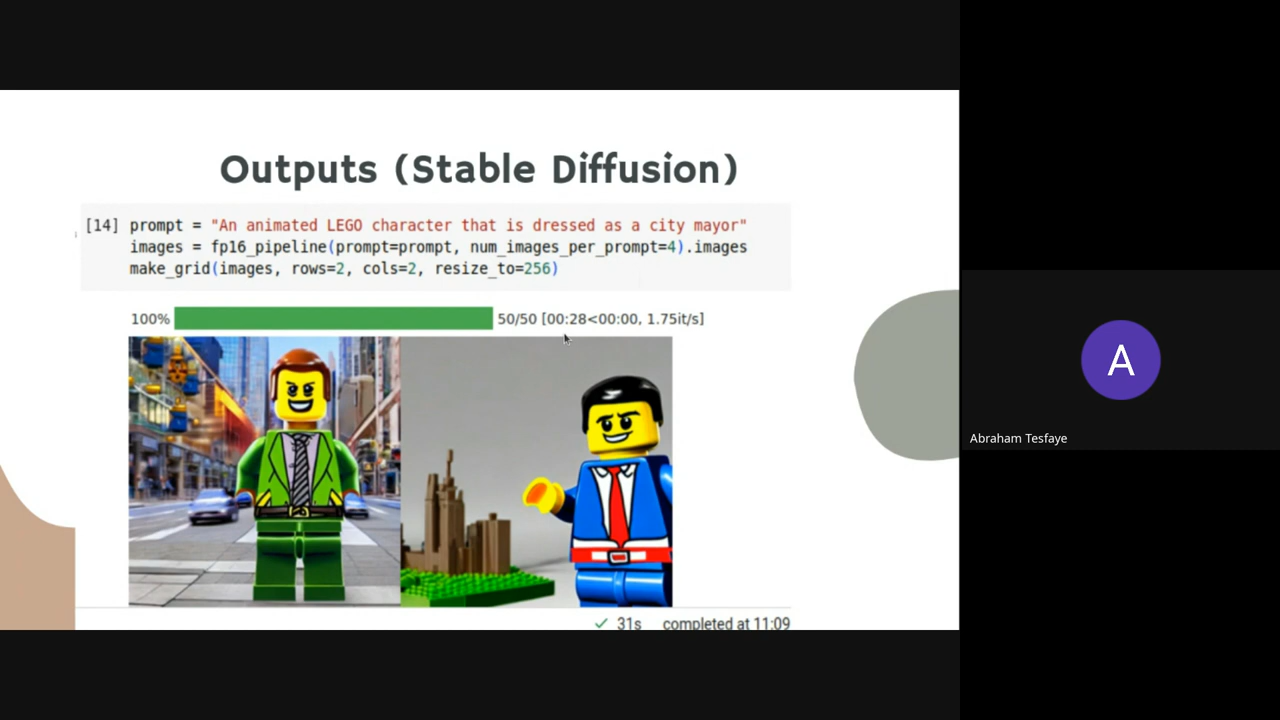 Outputs (Stable Diffusion)
[14] prompt = "An animated LEGO character that is dressed as a city mayor"
images = fp16_pipeline(prompt=prompt, num_images_per_prompt=4).images
make_grid(images, rows=2, cols=2, resize_to=256)
100% 50/50 [00:28<00:00, 1.75it/s]
31s completed at 11:09
A
Abraham Tesfaye